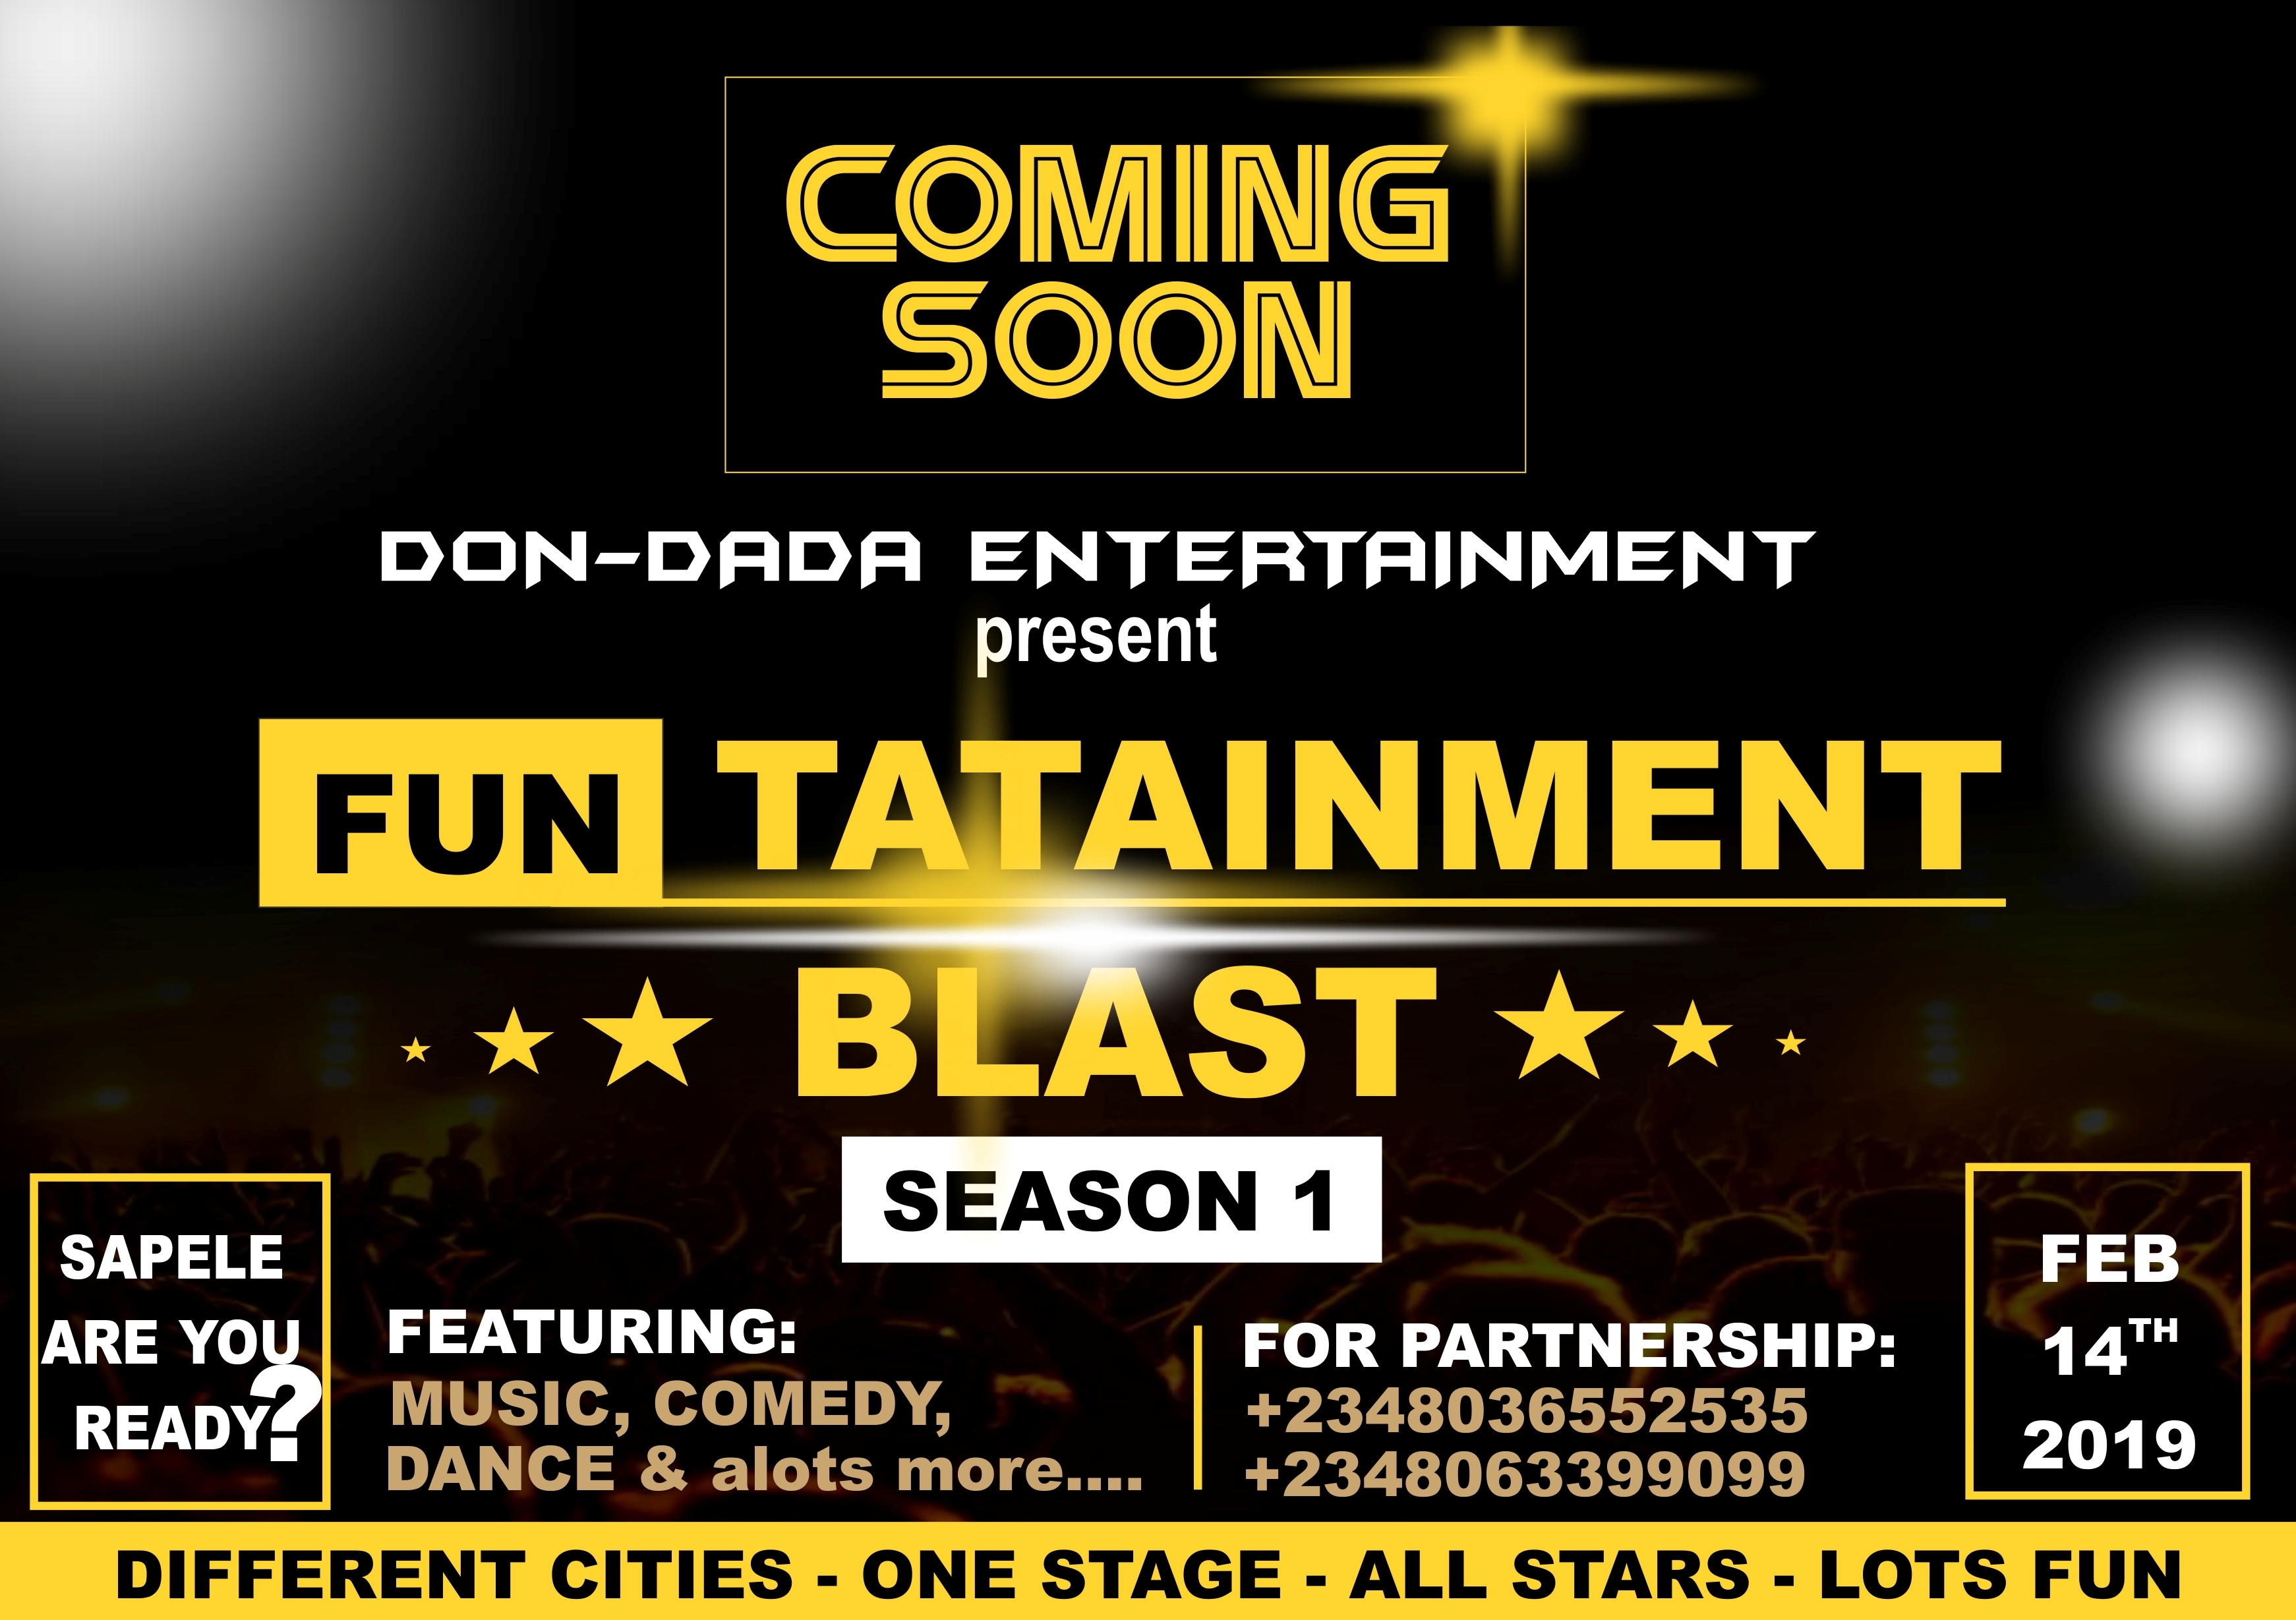 COMING
SOON
DON-DADA ENTERTAINMENT
present
FUN TATAINMENT
BLAST
SEASON 1
SAPELE
ARE YOU
READY?
FEATURING:
MUSIC, COMEDY,
DANCE & alots more....
FOR PARTNERSHIP:
+2348036552535
+2348063399099
FEB
14TH
2019
DIFFERENT CITIES - ONE STAGE - ALL STARS - LOTS FUN